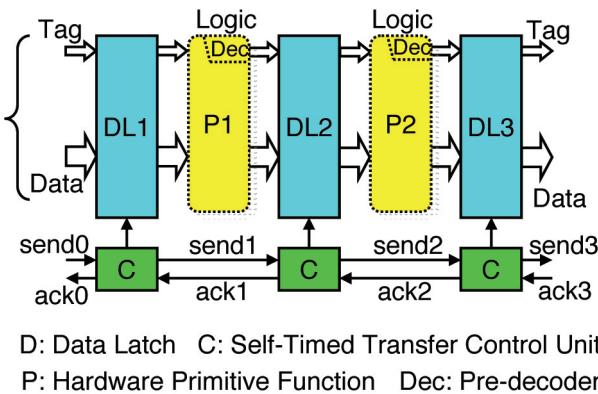 Logic Logic
Tag Dec Dec Tag
DL1 P1 DL2 P2 DL3
Data Data
send0 send1 send2 send3
C C C
ack0 ack1 ack2 ack3
D: Data Latch C: Self-Timed Transfer Control Unit
P: Hardware Primitive Function Dec: Pre-decoder